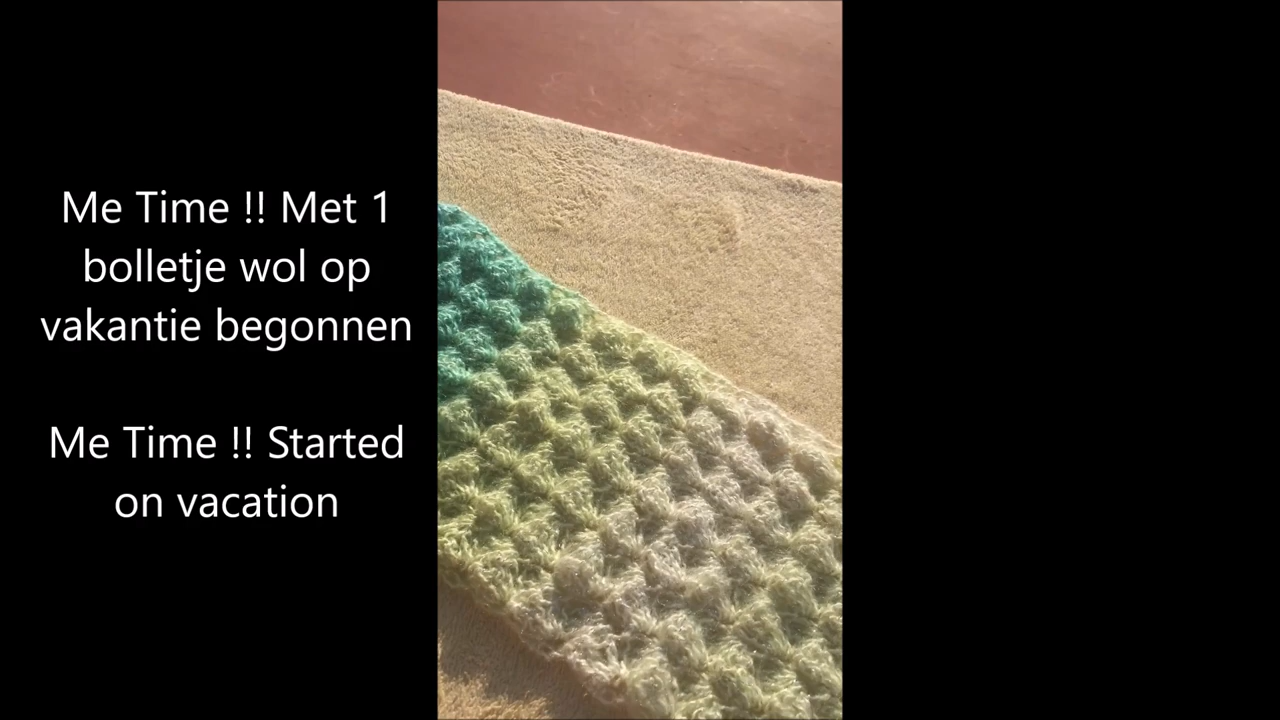 Me Time !! Met 1
bolletje wol op
vakantie begonnen
Me Time !! Started
on vacation